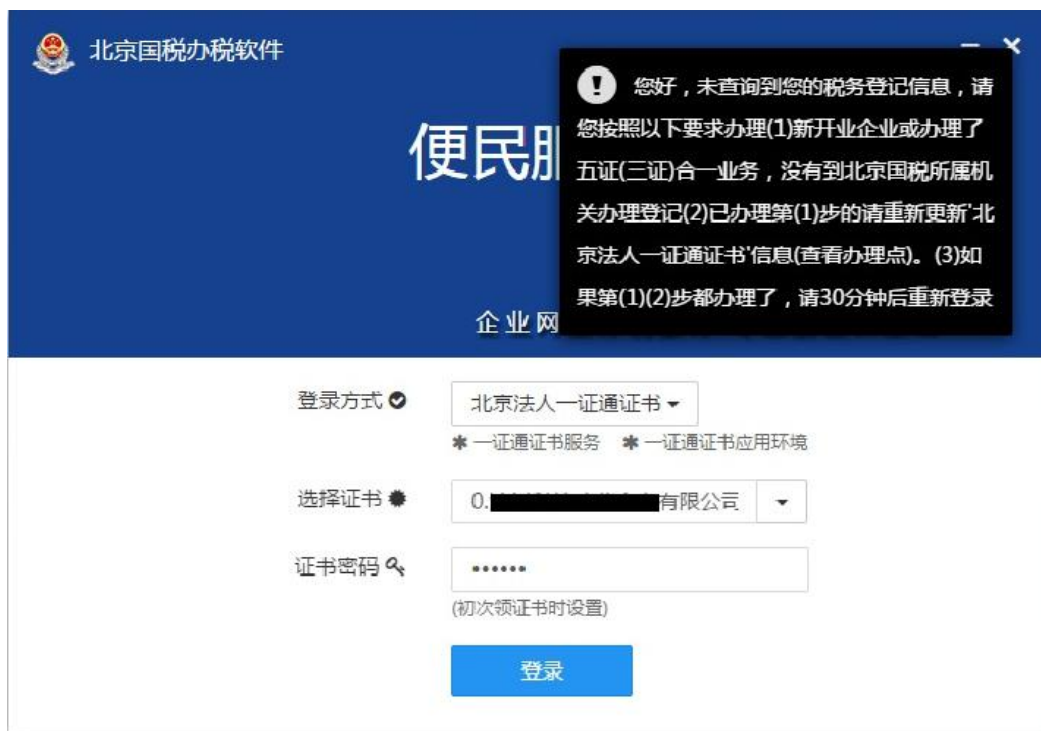 北京国税办税软件
您好，未查询到您的税务登记信息，请
您按照以下要求办理(1)新开业企业或办理了
五证(三证)合一业务，没有到北京国税所属机
关办理登记(2)已办理第(1)步的请重新更新'北
京法人一证通证书'信息(查看办理点)。(3)如
果第(1)(2)步都办理了，请30分钟后重新登录
便民
企业网
登录方式
北京法人一证通证书
✱ 一证通证书服务 ✱ 一证通证书应用环境
选择证书
0. 有限公司
证书密码
••••••
(初次领证书时设置)
登录